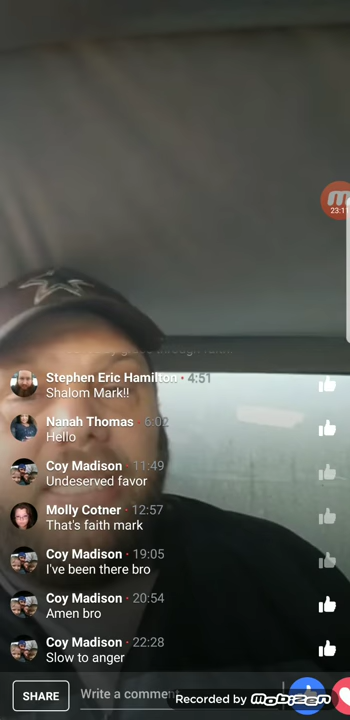 23:11
Stephen Eric Hamilton · 4:51
Shalom Mark!!
Nanah Thomas · 6:02
Hello
Coy Madison · 11:49
Undeserved favor
Molly Cotner · 12:57
That's faith mark
Coy Madison · 19:05
I've been there bro
Coy Madison · 20:54
Amen bro
Coy Madison · 22:28
Slow to anger
SHARE
Write a comment
Recorded by mobizen